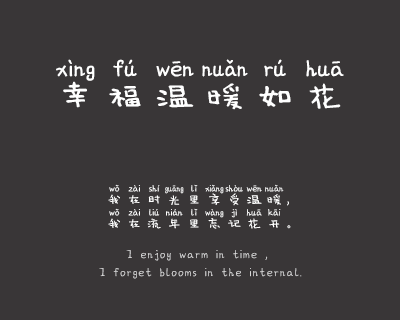 xìng fú wēn nuǎn rú huā
幸福温暖如花
wǒ zài shí guāng lǐ xiǎng shòu wēn nuǎn
我在时光里享受温暖，
wǒ zài liú nián lǐ wàng jì huā kāi
我在流年里忘记花开。
I enjoy warm in time ,
I forget blooms in the internal.